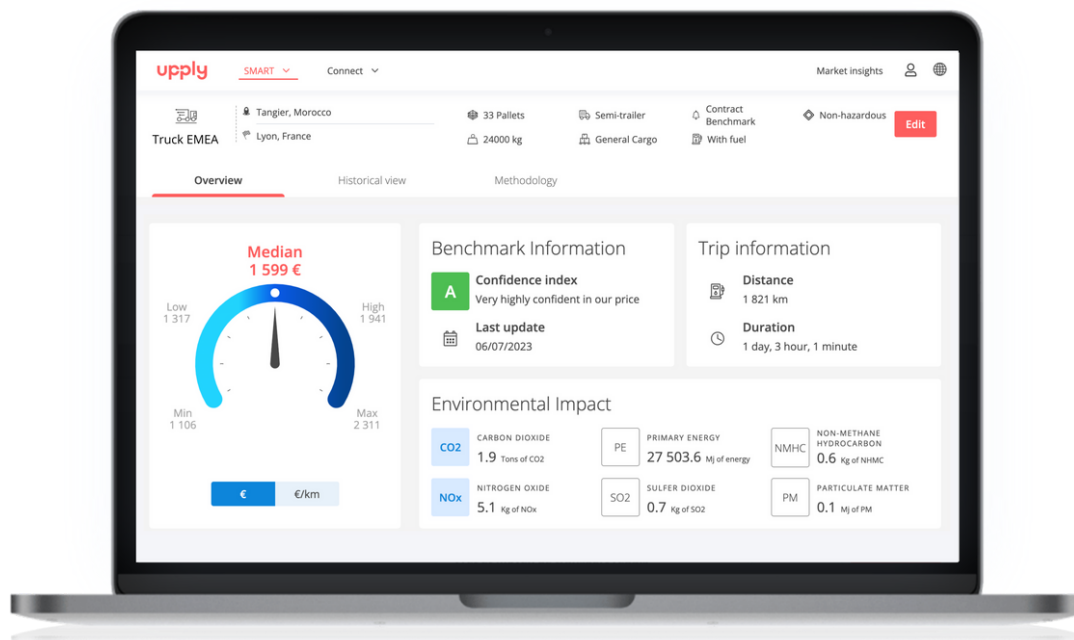 upply
SMART
Connect
Market insights
Truck EMEA
Tangier, Morocco
Lyon, France
33 Pallets
24000 kg
Semi-trailer
General Cargo
Contract
Benchmark
With fuel
Non-hazardous
Edit
Overview
Historical view
Methodology
Median
1 599 €
Low
1 317
High
1 941
Min
1 106
Max
2 311
€
€/km
Benchmark Information
A
Confidence index
Very highly confident in our price
Last update
06/07/2023
Trip information
Distance
1 821 km
Duration
1 day, 3 hour, 1 minute
Environmental Impact
CO2
CARBON DIOXIDE
1.9 Tons of CO2
PE
PRIMARY ENERGY
27 503.6 Mj of energy
NMHC
NON-METHANE
HYDROCARBON
0.6 Kg of NHMC
NOx
NITROGEN OXIDE
5.1 Kg of NOx
SO2
SULFER DIOXIDE
0.7 Kg of SO2
PM
PARTICULATE MATTER
0.1 Mj of PM